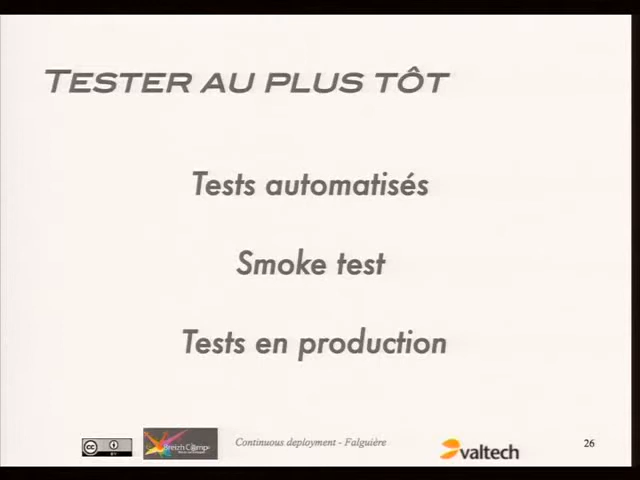 TESTER AU PLUS TÔT
Tests automatisés
Smoke test
Tests en production
Continuous deployment - Falguière
valtech
26